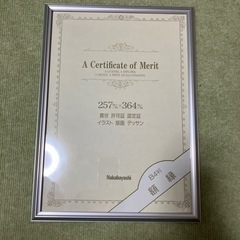 A Certificate of Merit
257㎜×364㎜
賞状 許可証 認定証
イラスト 版画 デッサン
Nakabayashi
B4判
額縁